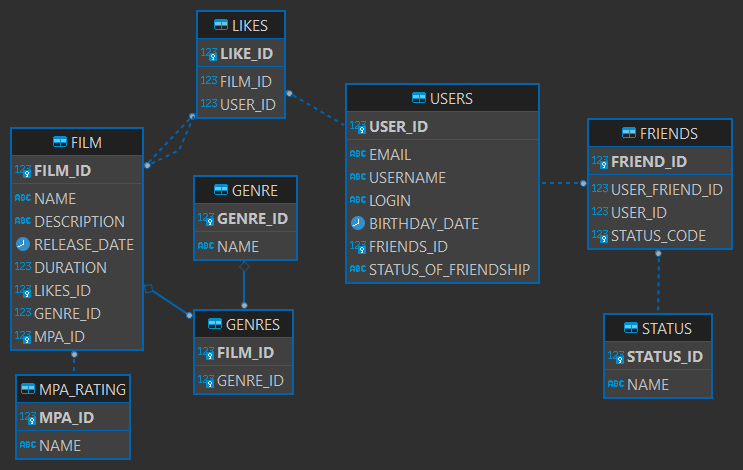 LIKES
123 LIKE_ID
123 FILM_ID
123 USER_ID
USERS
123 USER_ID
ABC EMAIL
ABC USERNAME
ABC LOGIN
BIRTHDAY_DATE
123 FRIENDS_ID
ABC STATUS_OF_FRIENDSHIP
FRIENDS
123 FRIEND_ID
123 USER_FRIEND_ID
123 USER_ID
123 STATUS_CODE
FILM
123 FILM_ID
ABC NAME
ABC DESCRIPTION
RELEASE_DATE
123 DURATION
123 LIKES_ID
123 GENRE_ID
123 MPA_ID
GENRE
123 GENRE_ID
ABC NAME
GENRES
123 FILM_ID
123 GENRE_ID
STATUS
123 STATUS_ID
ABC NAME
MPA_RATING
123 MPA_ID
ABC NAME